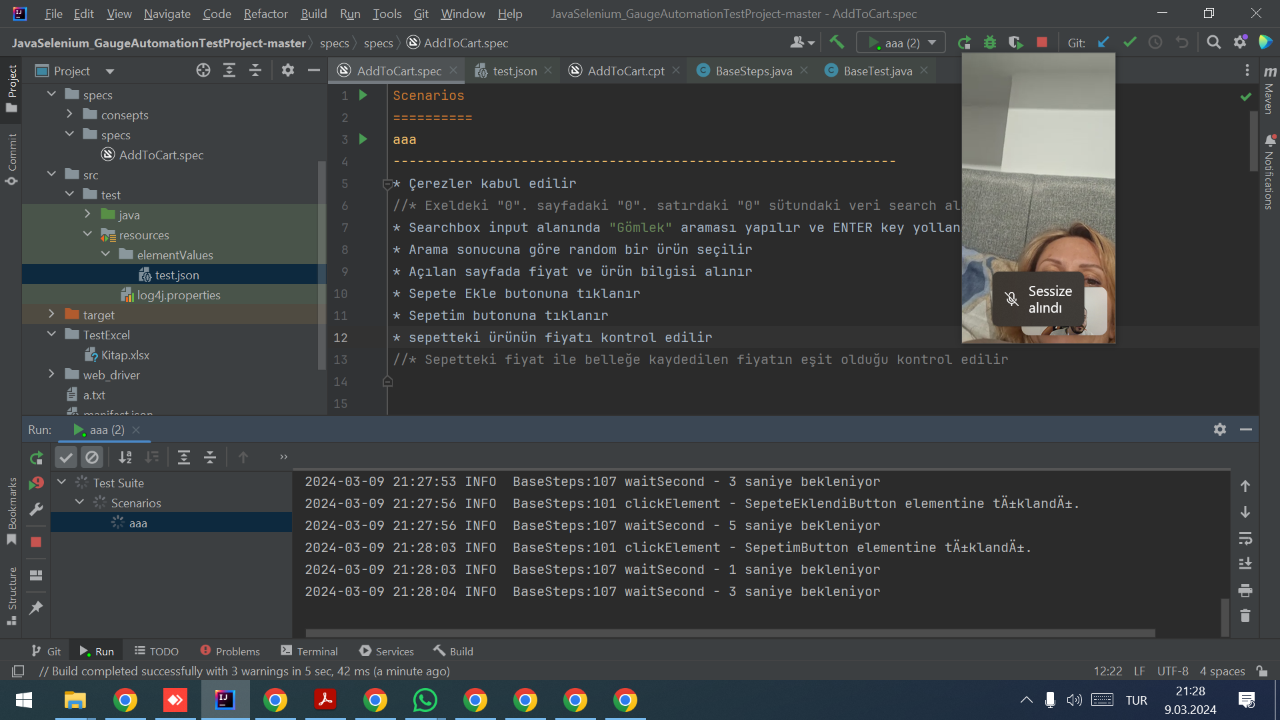 File Edit View Navigate Code Refactor Build Run Tools Git Window Help JavaSelenium_GaugeAutomationTestProject-master - AddToCart.spec
JavaSelenium_GaugeAutomationTestProject-master specs specs AddToCart.spec aaa (2) Git:
Project AddToCart.spec test.json AddToCart.cpt BaseSteps.java BaseTest.java
Project
Commit
Bookmarks
Structure
specs
consepts
specs
AddToCart.spec
src
test
java
resources
elementValues
test.json
log4j.properties
target
TestExcel
Kitap.xlsx
web_driver
a.txt
manifest.json
1 Scenarios
2 ==========
3 aaa
4 ---------------------------------------------------------------
5 * Çerezler kabul edilir
6 //* Exeldeki "0". sayfadaki "0". satırdaki "0" sütundaki veri search al
7 * Searchbox input alanında "Gömlek" araması yapılır ve ENTER key yollan
8 * Arama sonucuna göre random bir ürün seçilir
9 * Açılan sayfada fiyat ve ürün bilgisi alınır
10 * Sepete Ekle butonuna tıklanır
11 * Sepetim butonuna tıklanır
12 * sepetteki ürünün fiyatı kontrol edilir
13 //* Sepetteki fiyat ile belleğe kaydedilen fiyatın eşit olduğu kontrol edilir
14
15
Sessize
alındı
Maven
Notifications
Run: aaa (2)
Test Suite
Scenarios
aaa
2024-03-09 21:27:53 INFO BaseSteps:107 waitSecond - 3 saniye bekleniyor
2024-03-09 21:27:56 INFO BaseSteps:101 clickElement - SepeteEklendiButton elementine tÄ±klandÄ±.
2024-03-09 21:27:56 INFO BaseSteps:107 waitSecond - 5 saniye bekleniyor
2024-03-09 21:28:03 INFO BaseSteps:101 clickElement - SepetimButton elementine tÄ±klandÄ±.
2024-03-09 21:28:03 INFO BaseSteps:107 waitSecond - 1 saniye bekleniyor
2024-03-09 21:28:04 INFO BaseSteps:107 waitSecond - 3 saniye bekleniyor
Git Run TODO Problems Terminal Services Build
// Build completed successfully with 3 warnings in 5 sec, 42 ms (a minute ago) 12:22 LF UTF-8 4 spaces
TUR 21:28
9.03.2024